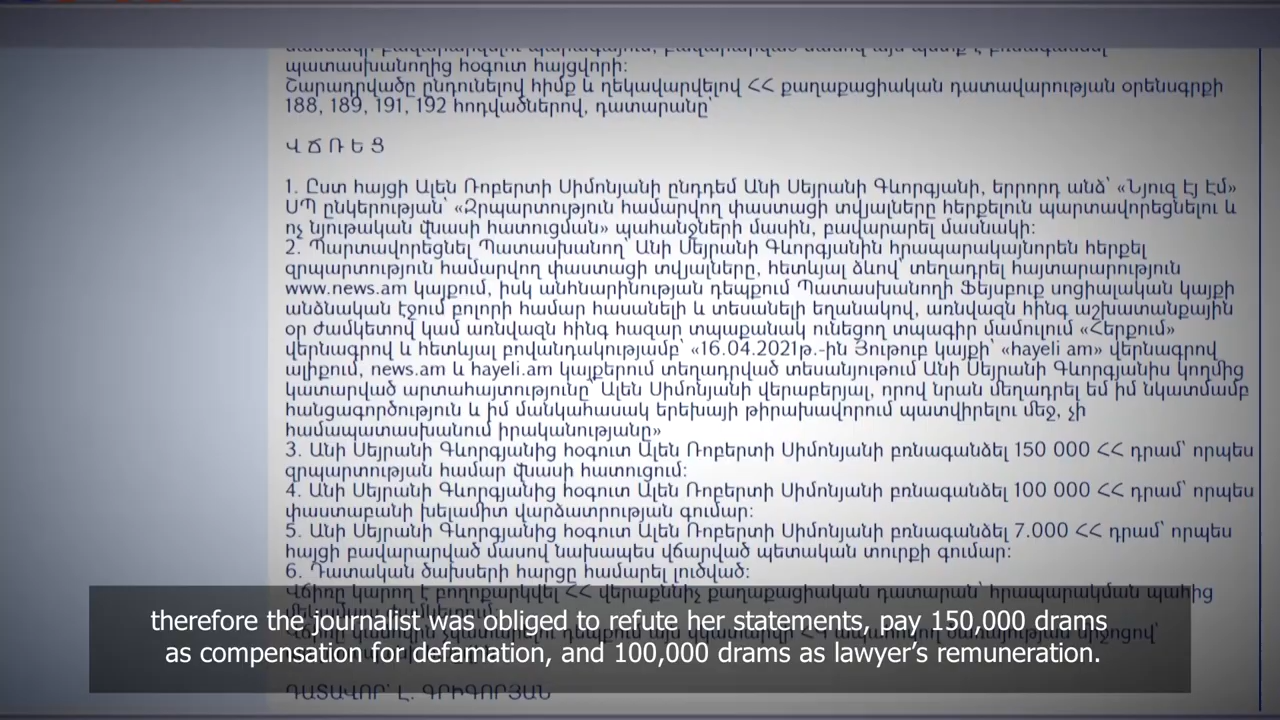 պատասխանողից հօգուտ հայցվորի:
Շարադրվածը ընդունելով հիմք և ղեկավարվելով ՀՀ քաղաքացիական դատավարության օրենսգրքի
188, 189, 191, 192 հոդվածներով, դատարանը՝
Վ Ճ Ռ Ե Ց
1. Ըստ հայցի Ալեն Ռոբերտի Սիմոնյանի ընդդեմ Անի Սեյրանի Գևորգյանի, երրորդ անձ՝ «Նյուզ Էյ Էմ»
ՍՊ ընկերության՝ «Զրպարտություն համարվող փաստացի տվյալները հերքելուն պարտավորեցնելու և
ոչ նյութական վնասի հատուցման» պահանջների մասին, բավարարել մասնակի:
2. Պարտավորեցնել Պատասխանող՝ Անի Սեյրանի Գևորգյանին հրապարակայնորեն հերքել
զրպարտություն համարվող փաստացի տվյալները, հետևյալ ձևով՝ տեղադրել հայտարարություն
www.news.am կայքում, իսկ անհնարինության դեպքում Պատասխանողի Ֆեյսբուք սոցիալական կայքի
անձնական էջում բոլորի համար հասանելի և տեսանելի եղանակով, առնվազն հինգ աշխատանքային
օր ժամկետով կամ առնվազն հինգ հազար տպաքանակ ունեցող տպագիր մամուլում «Հերքում»
վերնագրով և հետևյալ բովանդակությամբ՝ «16.04.2021թ.-ին Յութուբ կայքի՝ «hayeli am» վերնագրով
ալիքում, news.am և hayeli.am կայքերում տեղադրված տեսանյութում Անի Սեյրանի Գևորգյանիս կողմից
կատարված արտահայտությունը՝ Ալեն Սիմոնյանի վերաբերյալ, որով նրան մեղադրել եմ իմ նկատմամբ
հանցագործություն և իմ մանկահասակ երեխայի թիրախավորում պատվիրելու մեջ, չի
համապատասխանում իրականությանը»
3. Անի Սեյրանի Գևորգյանից հօգուտ Ալեն Ռոբերտի Սիմոնյանի բռնագանձել 150 000 ՀՀ դրամ՝ որպես
զրպարտության համար վնասի հատուցում:
4. Անի Սեյրանի Գևորգյանից հօգուտ Ալեն Ռոբերտի Սիմոնյանի բռնագանձել 100 000 ՀՀ դրամ՝ որպես
փաստաբանի խելամիտ վարձատրության գումար:
5. Անի Սեյրանի Գևորգյանից հօգուտ Ալեն Ռոբերտի Սիմոնյանի բռնագանձել 7.000 ՀՀ դրամ՝ որպես
հայցի բավարարված մասով նախապես վճարված պետական տուրքի գումար:
6. Դատական ծախսերի հարցը համարել լուծված:
Վճիռը կարող է բողոքարկվել ՀՀ վերաքննիչ քաղաքացիական դատարան՝ հրապարակման պահից
therefore the journalist was obliged to refute her statements, pay 150,000 drams
as compensation for defamation, and 100,000 drams as lawyer’s remuneration.
ԴԱՏԱՎՈՐ՝ Լ. ԳՐԻԳՈՐՅԱՆ